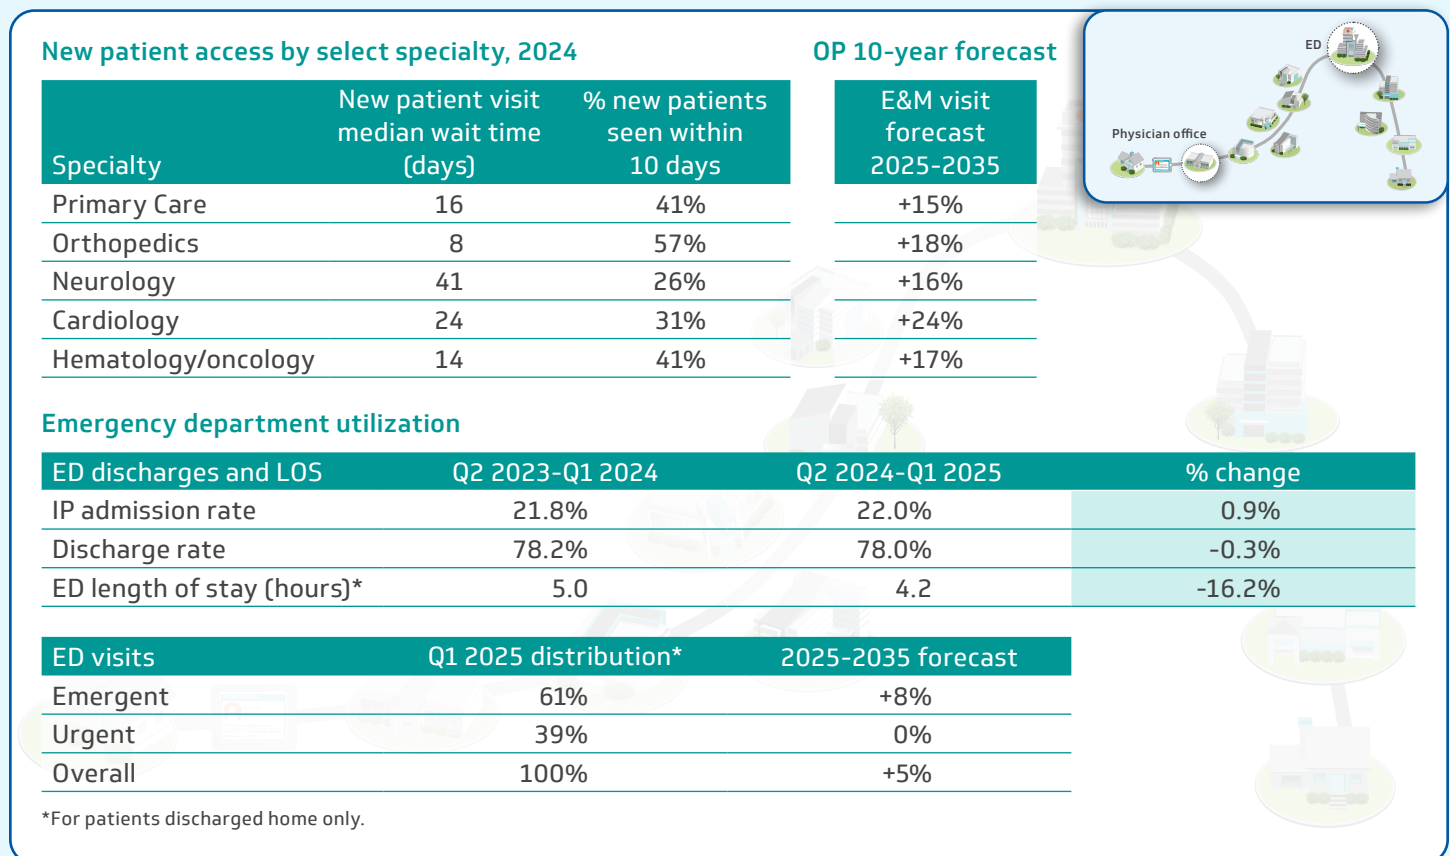 New patient access by select specialty, 2024
OP 10-year forecast
ED
Physician office
Specialty
New patient visit
median wait time
(days)
% new patients
seen within
10 days
E&M visit
forecast
2025-2035
Primary Care 16 41% +15%
Orthopedics 8 57% +18%
Neurology 41 26% +16%
Cardiology 24 31% +24%
Hematology/oncology 14 41% +17%
Emergency department utilization
ED discharges and LOS Q2 2023-Q1 2024 Q2 2024-Q1 2025 % change
IP admission rate 21.8% 22.0% 0.9%
Discharge rate 78.2% 78.0% -0.3%
ED length of stay (hours)* 5.0 4.2 -16.2%
ED visits Q1 2025 distribution* 2025-2035 forecast
Emergent 61% +8%
Urgent 39% 0%
Overall 100% +5%
*For patients discharged home only.